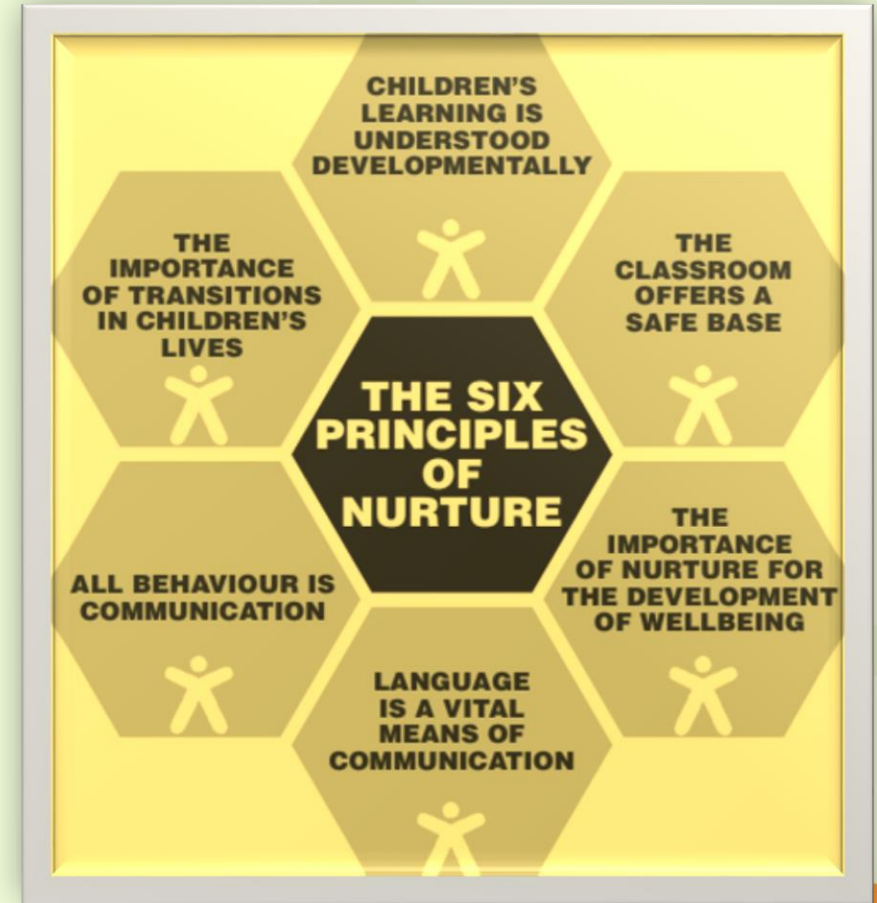 CHILDREN'S
LEARNING IS
UNDERSTOOD
DEVELOPMENTALLY
THE
CLASSROOM
OFFERS A
SAFE BASE
THE
IMPORTANCE
OF NURTURE FOR
THE DEVELOPMENT
OF WELLBEING
LANGUAGE
IS A VITAL
MEANS OF
COMMUNICATION
ALL BEHAVIOUR IS
COMMUNICATION
THE
IMPORTANCE
OF TRANSITIONS
IN CHILDREN'S
LIVES
THE SIX
PRINCIPLES
OF
NURTURE